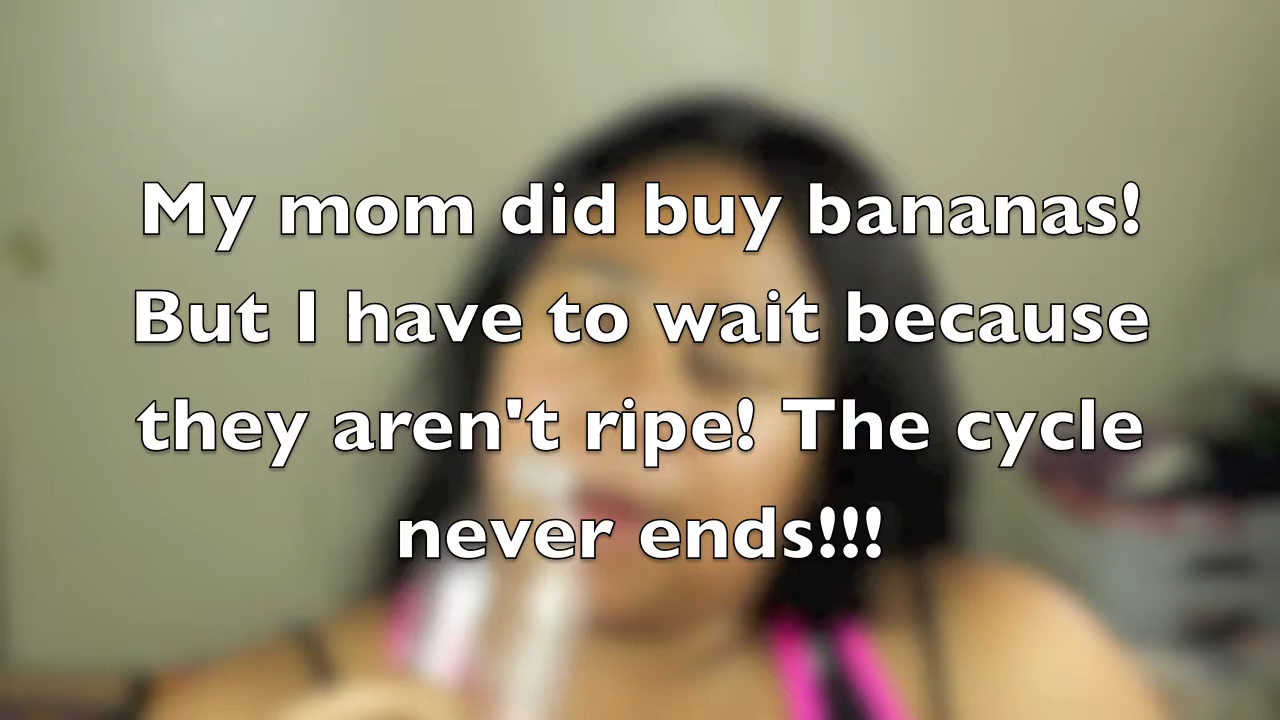 My mom did buy bananas!
But I have to wait because
they aren't ripe! The cycle
never ends!!!